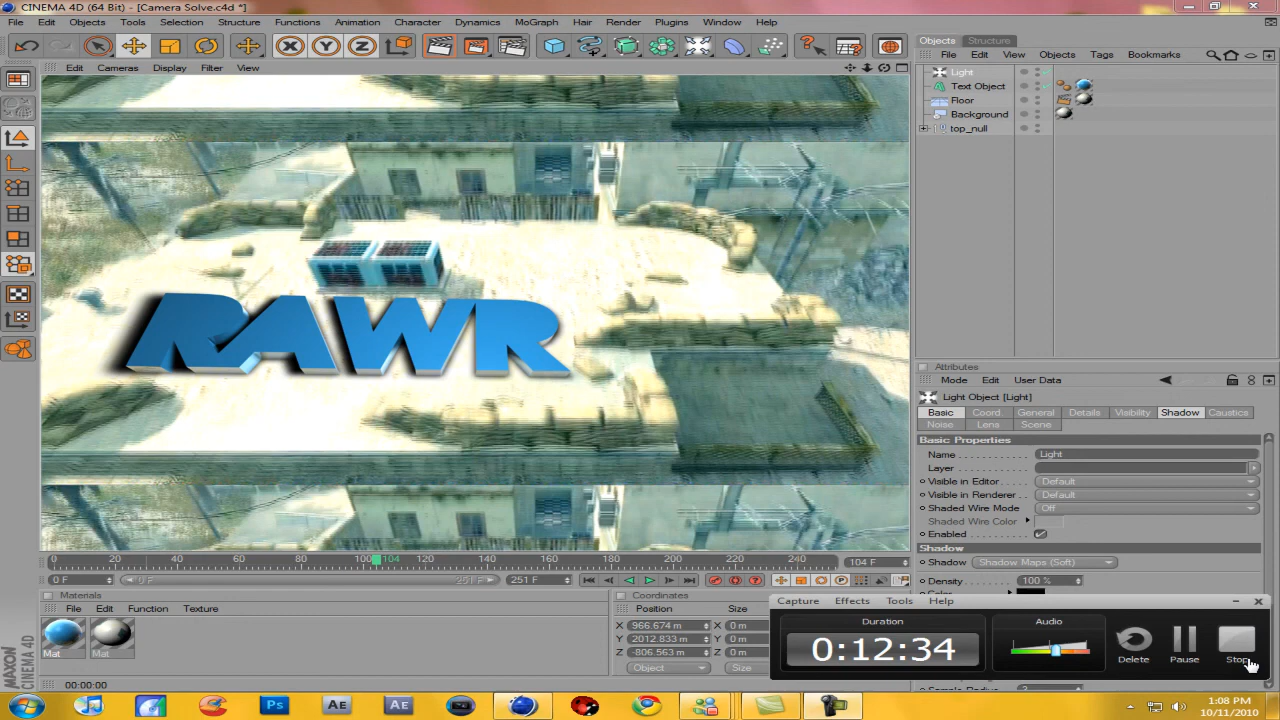 CINEMA 4D (64 Bit) - [Camera Solve.c4d *]
File Edit Objects Tools Selection Structure Functions Animation Character Dynamics MoGraph Hair Render Plugins Window Help
X Y Z
Objects Structure
File Edit View Objects Tags Bookmarks
Edit Cameras Display Filter View
Light
Text Object
Floor
Background
top_null
RAWR
Attributes
Mode Edit User Data
Light Object [Light]
Basic Coord. General Details Visibility Shadow Caustics
Noise Lens Scene
Basic Properties
Name Light
Layer
Visible in Editor Default
Visible in Renderer Default
Shaded Wire Mode Off
Shaded Wire Color
Enabled
Shadow
Shadow Shadow Maps (Soft)
Density 100 %
Color
0 20 40 60 80 100 104 120 140 160 180 200 220 240 104 F
0 F 0 F 251 F 251 F
Materials
File Edit Function Texture
Mat Mat
Coordinates
Position Size
X 966.674 m X 0 m
Y 2012.833 m Y 0 m
Z -806.563 m Z 0 m
Object Size
Capture Effects Tools Help
Duration
0:12:34
Audio
Delete Pause Stop
Sample Radius
MAXON
CINEMA 4D
00:00:00
Ps AE AE
1:08 PM
10/11/2010